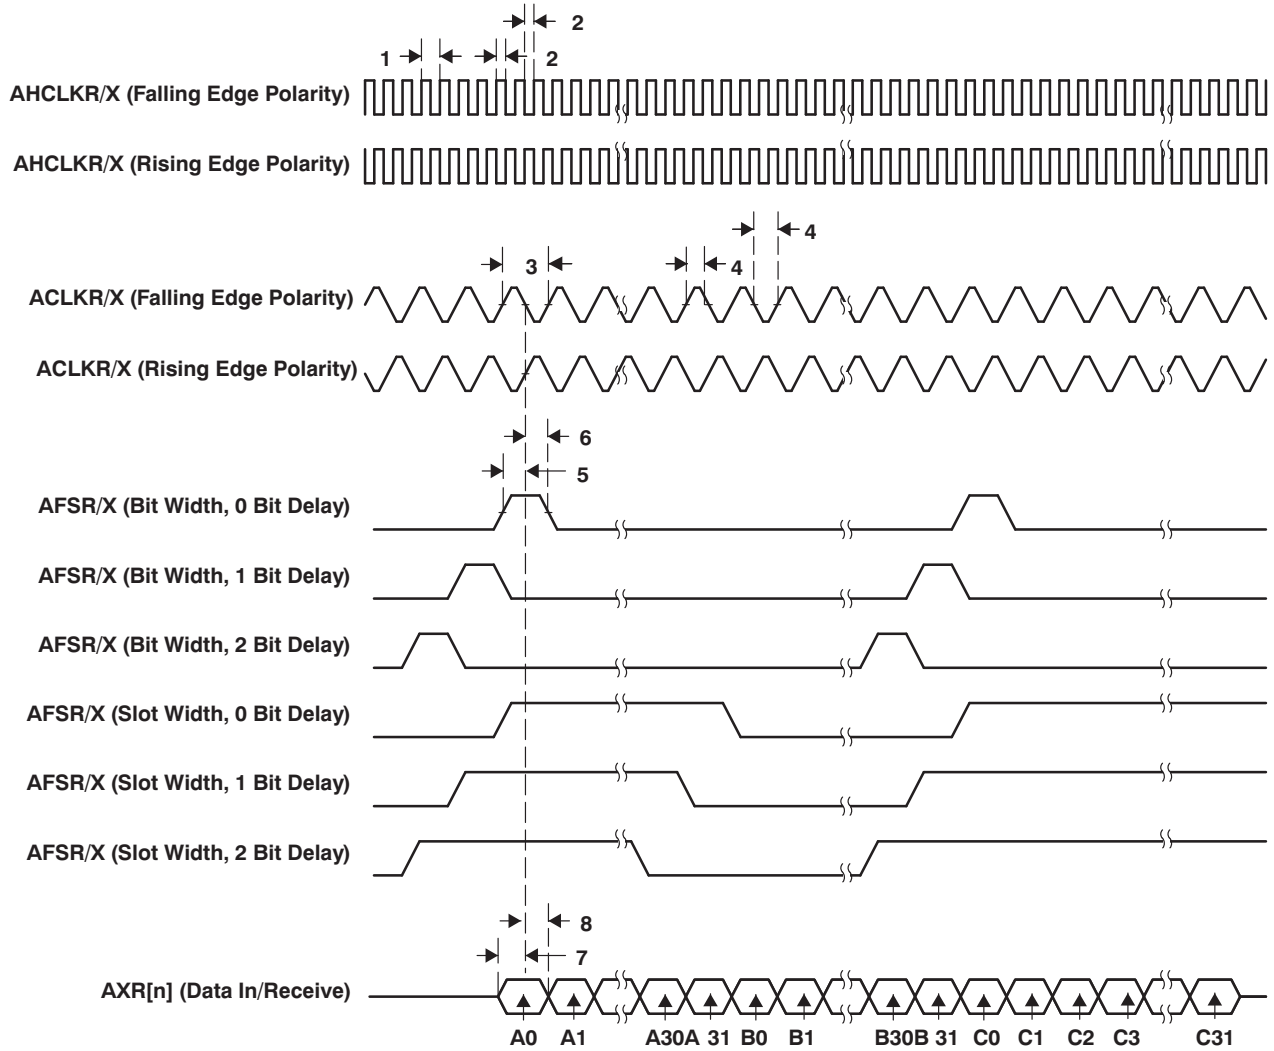 2
1
2
AHCLKR/X (Falling Edge Polarity)
AHCLKR/X (Rising Edge Polarity)
4
3
4
ACLKR/X (Falling Edge Polarity)
ACLKR/X (Rising Edge Polarity)
6
5
AFSR/X (Bit Width, 0 Bit Delay)
AFSR/X (Bit Width, 1 Bit Delay)
AFSR/X (Bit Width, 2 Bit Delay)
AFSR/X (Slot Width, 0 Bit Delay)
AFSR/X (Slot Width, 1 Bit Delay)
AFSR/X (Slot Width, 2 Bit Delay)
8
7
AXR[n] (Data In/Receive)
A0 A1 A30 A 31 B0 B1 B30 B 31 C0 C1 C2 C3 C31